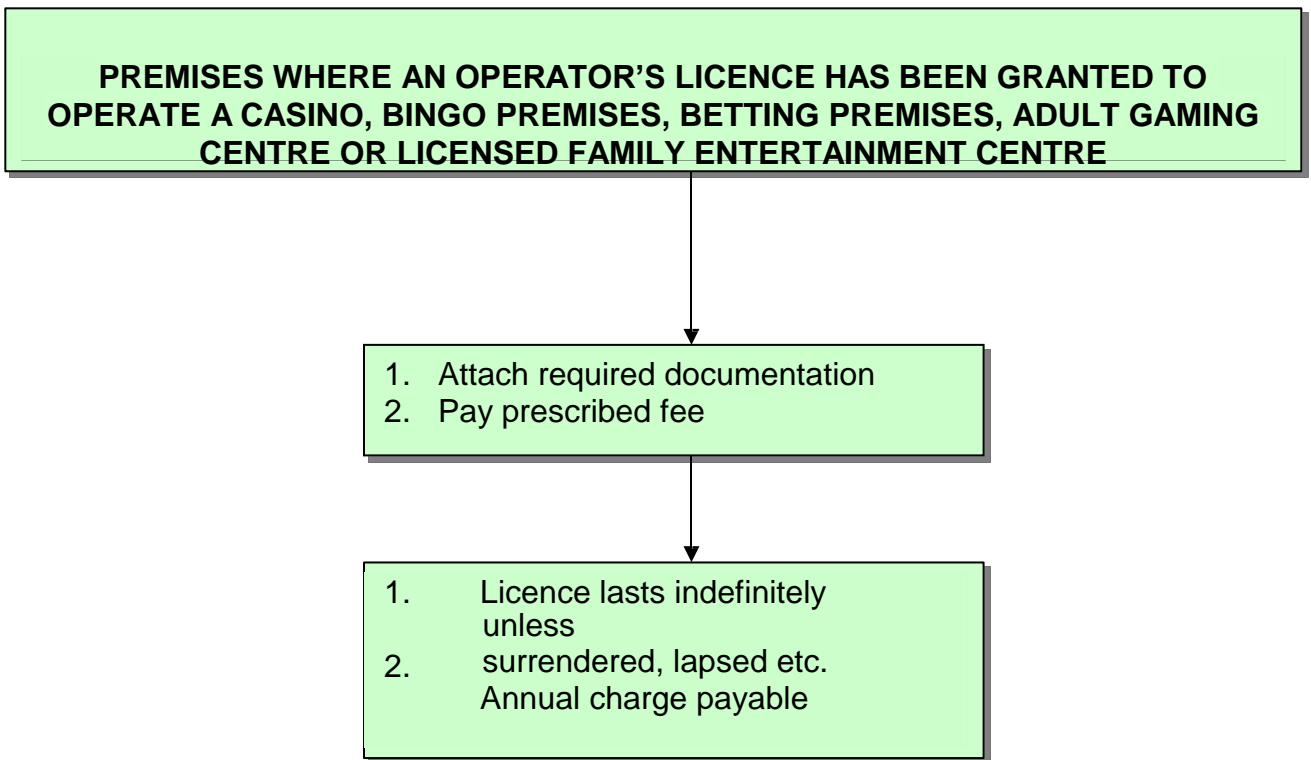 PREMISES WHERE AN OPERATOR’S LICENCE HAS BEEN GRANTED TO
OPERATE A CASINO, BINGO PREMISES, BETTING PREMISES, ADULT GAMING
CENTRE OR LICENSED FAMILY ENTERTAINMENT CENTRE
1. Attach required documentation
2. Pay prescribed fee
1. Licence lasts indefinitely
unless
2. surrendered, lapsed etc.
Annual charge payable